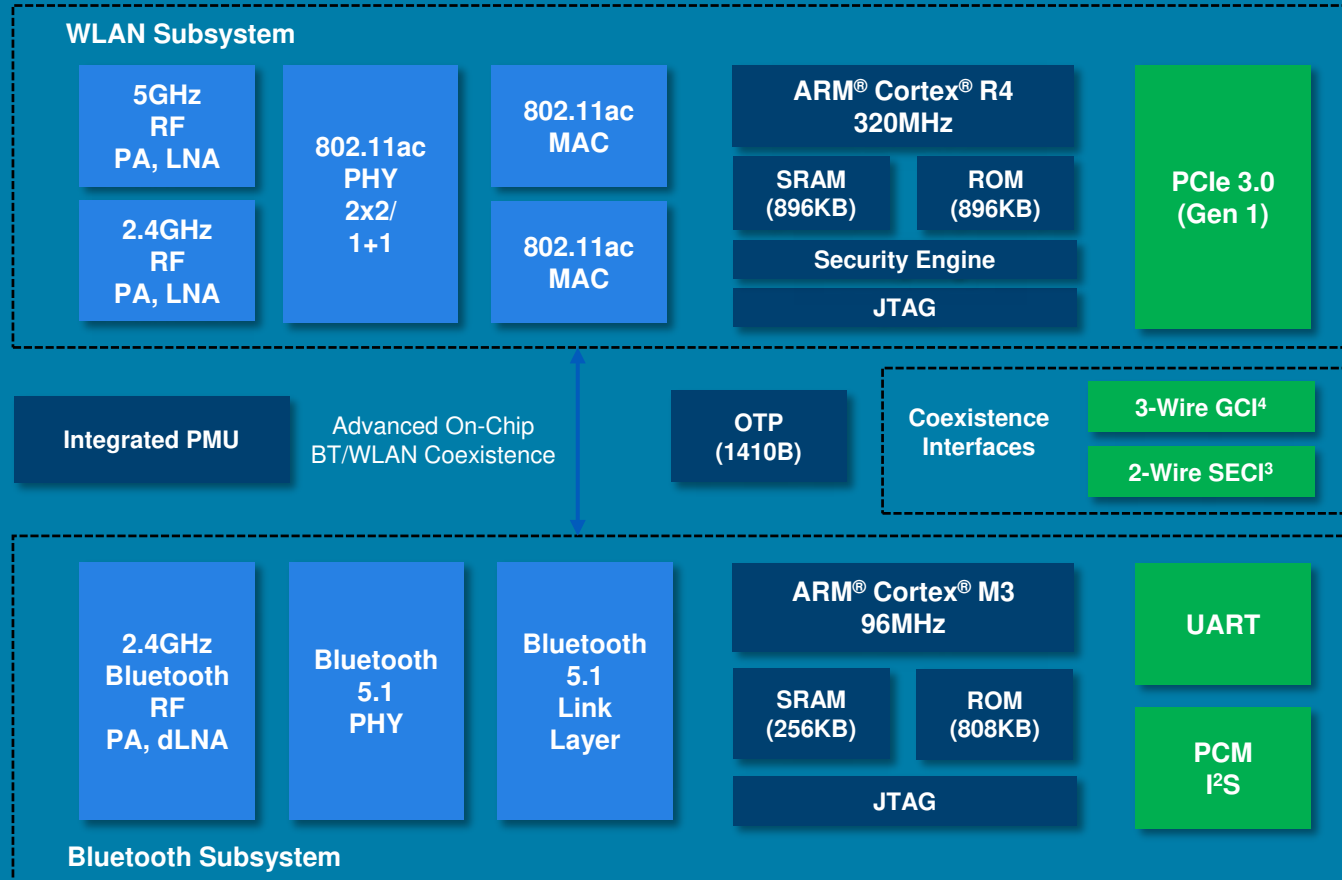 WLAN Subsystem
5GHz
RF
PA, LNA
2.4GHz
RF
PA, LNA
802.11ac
PHY
2x2/
1+1
802.11ac
MAC
802.11ac
MAC
ARM® Cortex® R4
320MHz
SRAM
(896KB)
ROM
(896KB)
Security Engine
JTAG
PCIe 3.0
(Gen 1)
Integrated PMU
Advanced On-Chip
BT/WLAN Coexistence
OTP
(1410B)
Coexistence
Interfaces
3-Wire GCI⁴
2-Wire SECI³
2.4GHz
Bluetooth
RF
PA, dLNA
Bluetooth
5.1
PHY
Bluetooth
5.1
Link
Layer
ARM® Cortex® M3
96MHz
SRAM
(256KB)
ROM
(808KB)
JTAG
UART
PCM
I²S
Bluetooth Subsystem